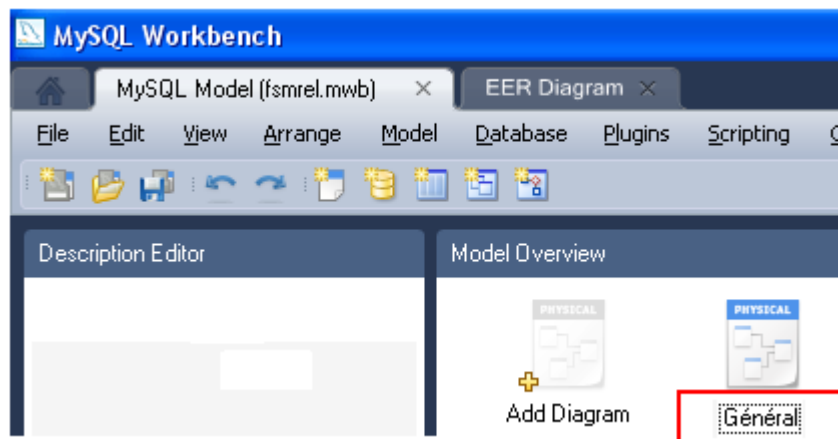 MySQL Workbench
MySQL Model (fsmrel.mwb)
EER Diagram
File Edit View Arrange Model Database Plugins Scripting
Description Editor
Model Overview
PHYSICAL
PHYSICAL
Add Diagram
Général